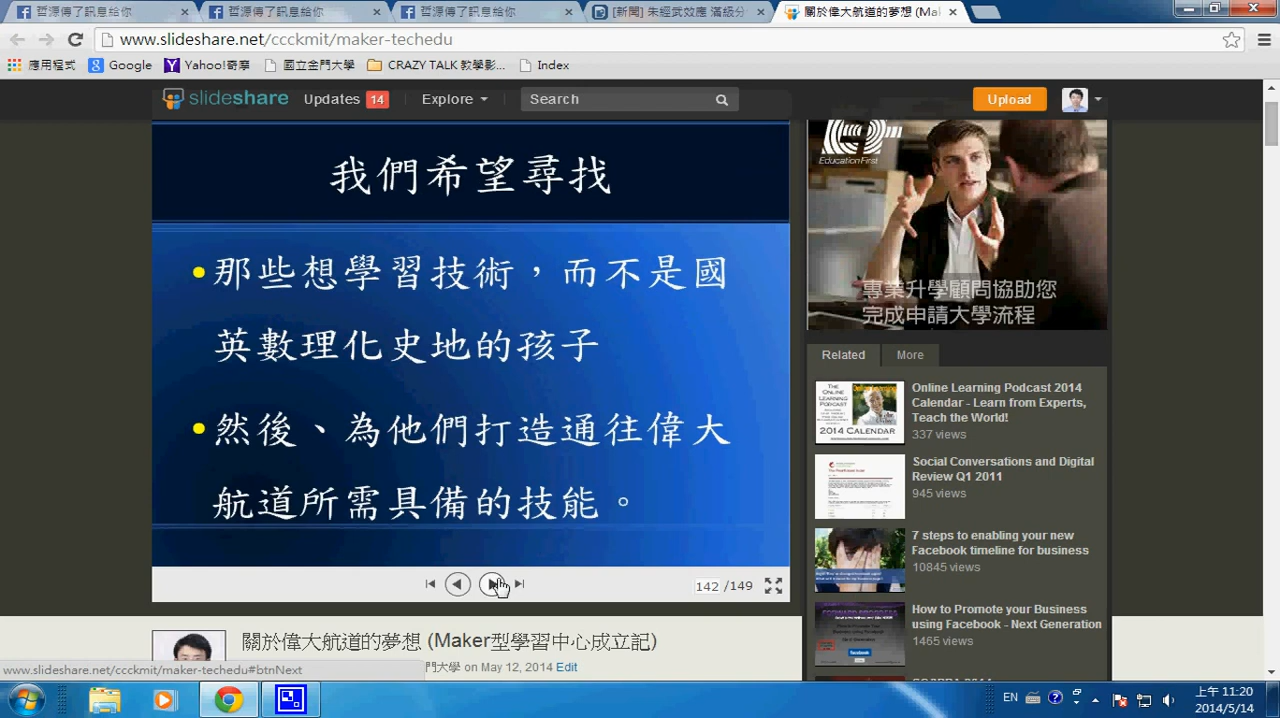 哲源傳了訊息給你
哲源傳了訊息給你
哲源傳了訊息給你
[新聞] 朱經武效應 滿級分
關於偉大航道的夢想 (Mal
www.slideshare.net/ccckmit/maker-techedu
應用程式
Google
Yahoo!奇摩
國立金門大學
CRAZY TALK 教學影...
Index
slideshare
Updates 14
Explore
Search
Upload
我們希望尋找
那些想學習技術，而不是國
英數理化史地的孩子
然後、為他們打造通往偉大
航道所需具備的技能。
142 /149
Education First
專業升學顧問協助您
完成申請大學流程
Related
More
THE
ONLINE
LEARNING
PODCAST
2014 CALENDAR
Online Learning Podcast 2014
Calendar - Learn from Experts,
Teach the World!
337 views
Social Conversations and Digital
Review Q1 2011
945 views
7 steps to enabling your new
Facebook timeline for business
10845 views
How to Promote your Business
using Facebook - Next Generation
1465 views
關於偉大航道的夢想 (Maker型學習中心成立記)
門大學 on May 12, 2014 Edit
www.slideshare.net/ccckmit/maker-techedu#btnNext
EN
上午 11:20
2014/5/14